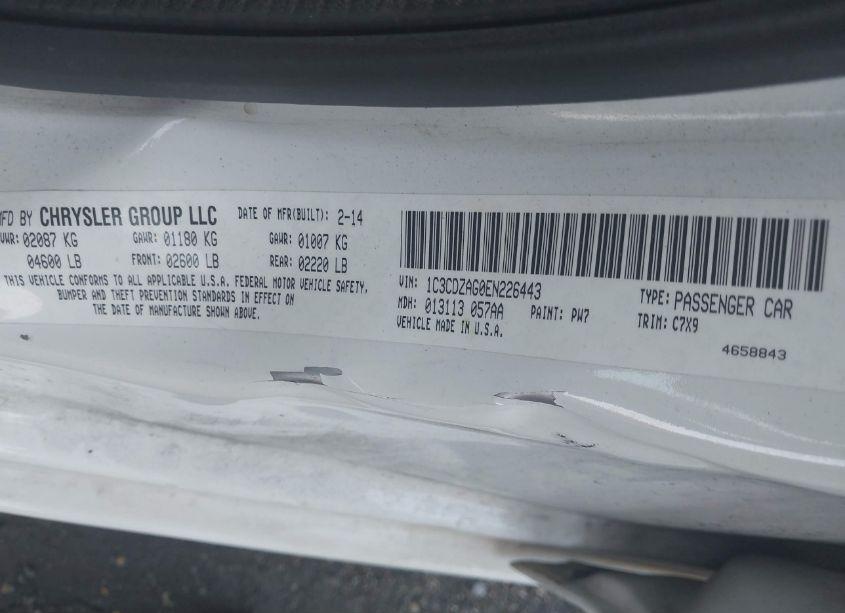 MFD BY CHRYSLER GROUP LLC DATE OF MFR(BUILT): 2-14
GVWR: 02087 KG GAWR: 01180 KG GAWR: 01007 KG
04600 LB FRONT: 02600 LB REAR: 02220 LB
THIS VEHICLE CONFORMS TO ALL APPLICABLE U.S.A. FEDERAL MOTOR VEHICLE SAFETY,
BUMPER AND THEFT PREVENTION STANDARDS IN EFFECT ON
THE DATE OF MANUFACTURE SHOWN ABOVE.
VIN: 1C3CDZAG0EN226443 TYPE: PASSENGER CAR
MDH: 013113 057AA PAINT: PW7 TRIM: C7X9
VEHICLE MADE IN U.S.A.
4658843